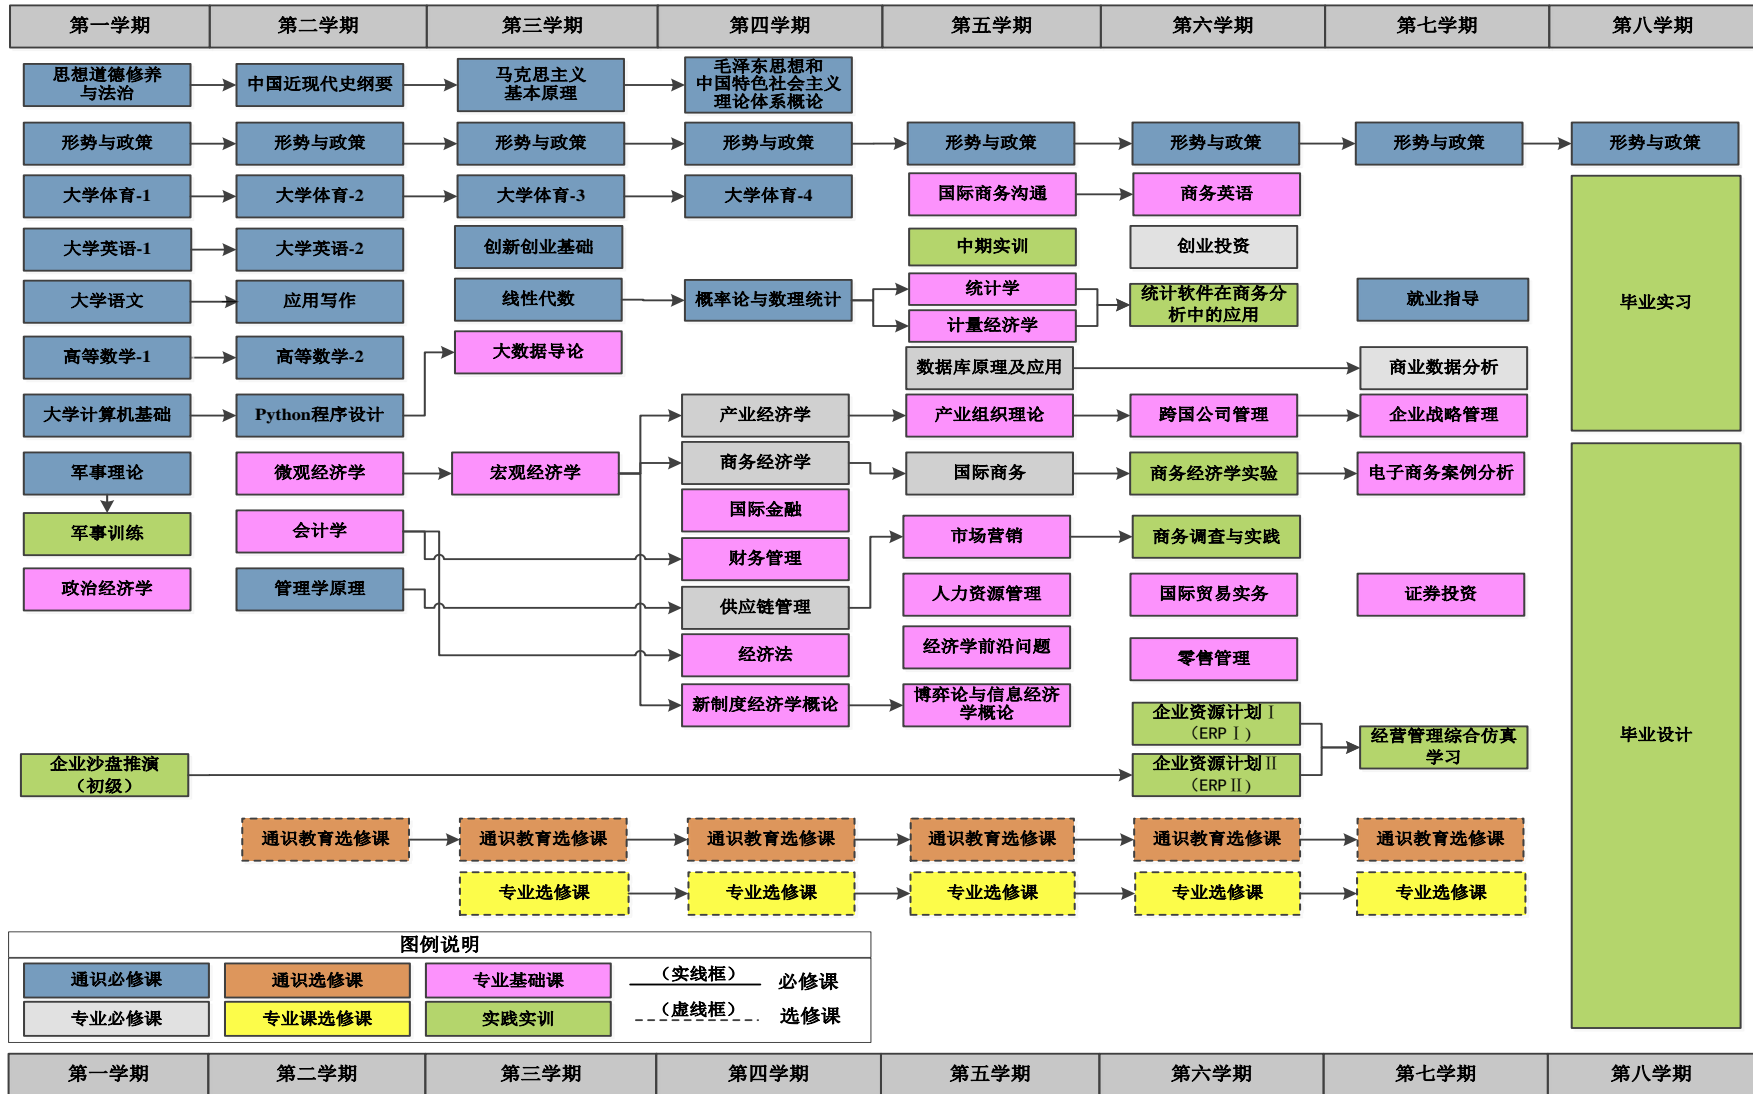 第一学期 第二学期 第三学期 第四学期 第五学期 第六学期 第七学期 第八学期
思想道德修养
与法治
中国近现代史纲要
马克思主义
基本原理
毛泽东思想和
中国特色社会主义
理论体系概论
形势与政策 形势与政策 形势与政策 形势与政策 形势与政策 形势与政策 形势与政策 形势与政策
大学体育-1 大学体育-2 大学体育-3 大学体育-4 国际商务沟通 商务英语
大学英语-1 大学英语-2 创新创业基础 中期实训 创业投资
大学语文 应用写作 线性代数 概率论与数理统计 统计学
计量经济学
统计软件在商务分
析中的应用
就业指导
毕业实习
高等数学-1 高等数学-2 大数据导论 数据库原理及应用 商业数据分析
大学计算机基础 Python程序设计 产业经济学 产业组织理论 跨国公司管理 企业战略管理
军事理论 微观经济学 宏观经济学 商务经济学 国际商务 商务经济学实验 电子商务案例分析
国际金融
军事训练 会计学 财务管理 市场营销 商务调查与实践
政治经济学 管理学原理 供应链管理 人力资源管理 国际贸易实务 证券投资
经济法 经济学前沿问题 零售管理
新制度经济学概论
博弈论与信息经济
学概论
企业资源计划Ⅰ
（ERPⅠ）
经营管理综合仿真
学习
毕业设计
企业沙盘推演
（初级）
企业资源计划Ⅱ
（ERPⅡ）
通识教育选修课 通识教育选修课 通识教育选修课 通识教育选修课 通识教育选修课 通识教育选修课
专业选修课 专业选修课 专业选修课 专业选修课 专业选修课
图例说明
通识必修课 通识选修课 专业基础课 （实线框） 必修课
专业必修课 专业课选修课 实践实训 （虚线框） 选修课
第一学期 第二学期 第三学期 第四学期 第五学期 第六学期 第七学期 第八学期